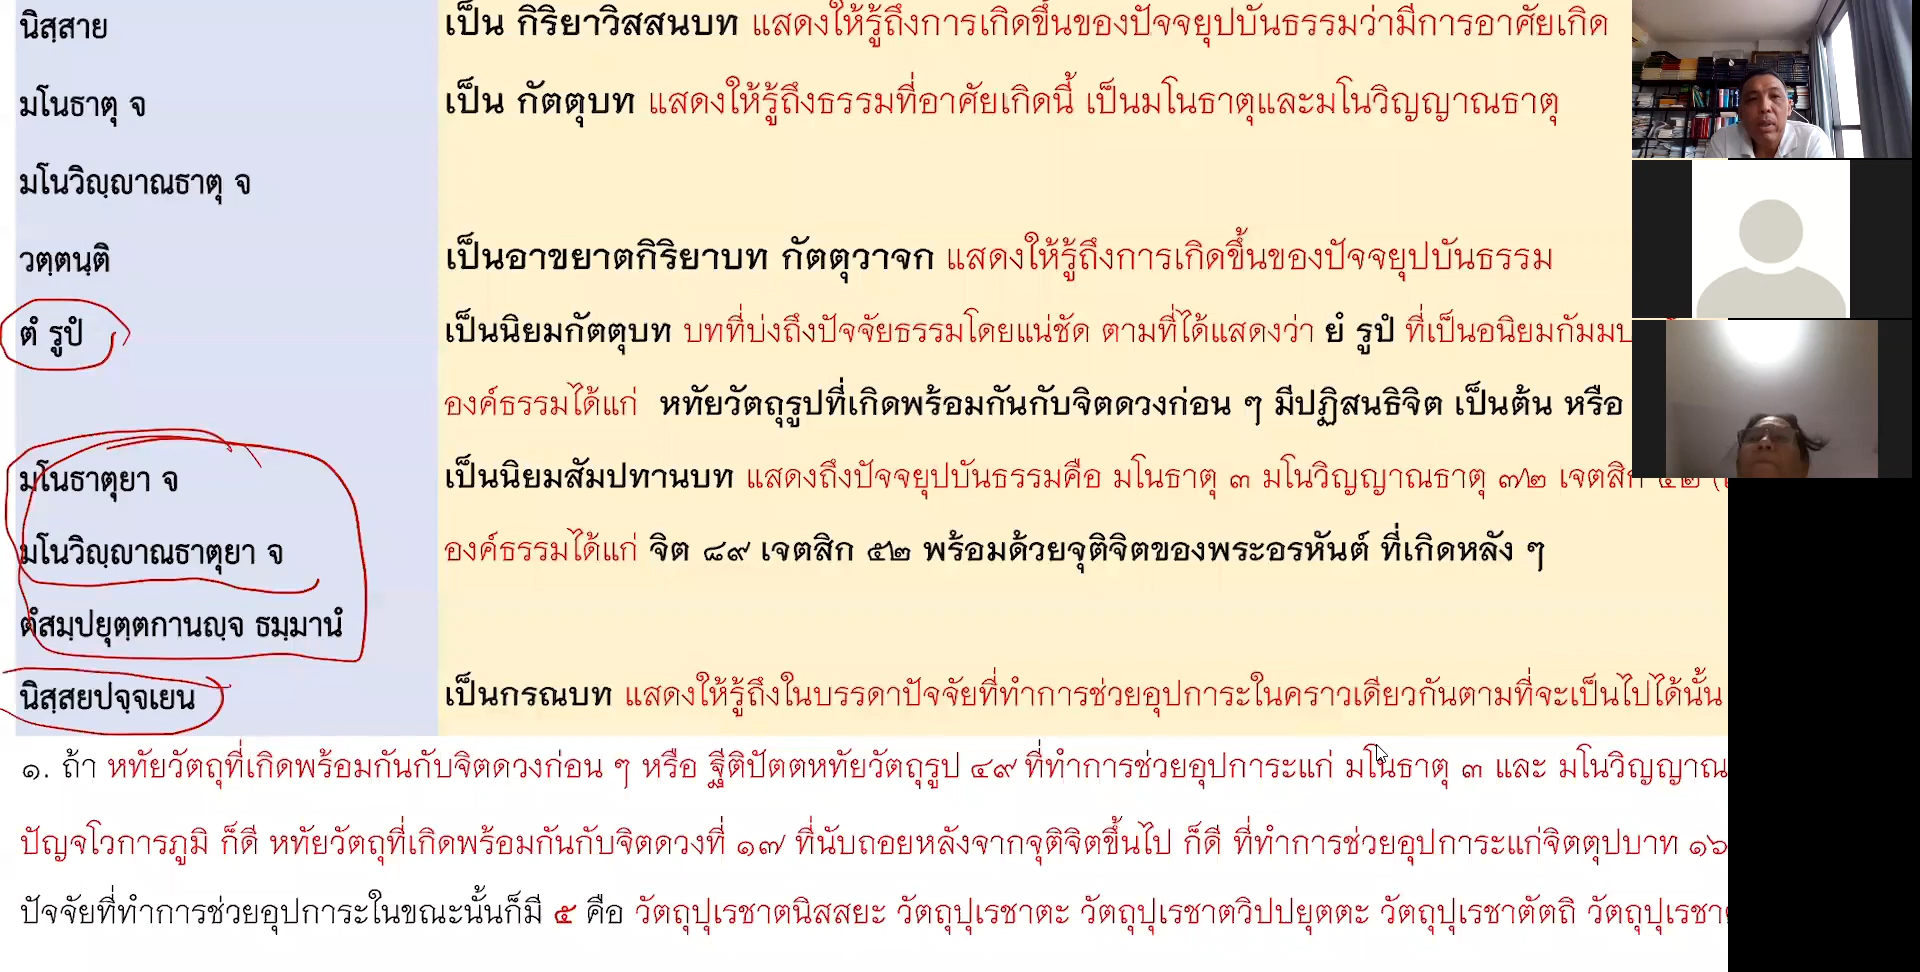 นิสฺสาย เป็น กิริยาวิสสนบท แสดงให้รู้ถึงการเกิดขึ้นของปัจจยุปบันธรรมว่ามีการอาศัยเกิด
มโนธาตุ จ เป็น กัตตุบท แสดงให้รู้ถึงธรรมที่อาศัยเกิดนี้ เป็นมโนธาตุและมโนวิญญาณธาตุ
มโนวิญฺญาณธาตุ จ
วตฺตนฺติ เป็นอาขยาตกิริยาบท กัตตุวาจก แสดงให้รู้ถึงการเกิดขึ้นของปัจจยุปบันธรรม
ตํ รูปํ เป็นนิยมกัตตุบท บทที่บ่งถึงปัจจัยธรรมโดยแน่ชัด ตามที่ได้แสดงว่า ยํ รูปํ ที่เป็นอนิยมกัมมบ
องค์ธรรมได้แก่ หทัยวัตถุรูปที่เกิดพร้อมกันกับจิตดวงก่อน ๆ มีปฏิสนธิจิต เป็นต้น หรือ
มโนธาตุยา จ เป็นนิยมสัมปทานบท แสดงถึงปัจจยุปบันธรรมคือ มโนธาตุ ๓ มโนวิญญาณธาตุ ๗๒ เจตสิก ๕๒
มโนวิญฺญาณธาตุยา จ องค์ธรรมได้แก่ จิต ๘๙ เจตสิก ๕๒ พร้อมด้วยจุติจิตของพระอรหันต์ ที่เกิดหลัง ๆ
ตํสมฺปยุตฺตกานญฺจ ธมฺมานํ
นิสฺสยปจฺจเยน เป็นกรณบท แสดงให้รู้ถึงในบรรดาปัจจัยที่ทำการช่วยอุปการะในคราวเดียวกันตามที่จะเป็นไปได้นั้น
๑. ถ้า หทัยวัตถุที่เกิดพร้อมกันกับจิตดวงก่อน ๆ หรือ ฐีติปัตตหทัยวัตถุรูป ๔๙ ที่ทำการช่วยอุปการะแก่ มโนธาตุ ๓ และ มโนวิญญาณ
ปัญจโวการภูมิ ก็ดี หทัยวัตถุที่เกิดพร้อมกันกับจิตดวงที่ ๑๗ ที่นับถอยหลังจากจุติจิตขึ้นไป ก็ดี ที่ทำการช่วยอุปการะแก่จิตตุปบาท ๑๖
ปัจจัยที่ทำการช่วยอุปการะในขณะนั้นก็มี ๕ คือ วัตถุปุเรชาตนิสสยะ วัตถุปุเรชาตะ วัตถุปุเรชาตวิปปยุตตะ วัตถุปุเรชาตัตถิ วัตถุปุเรชา